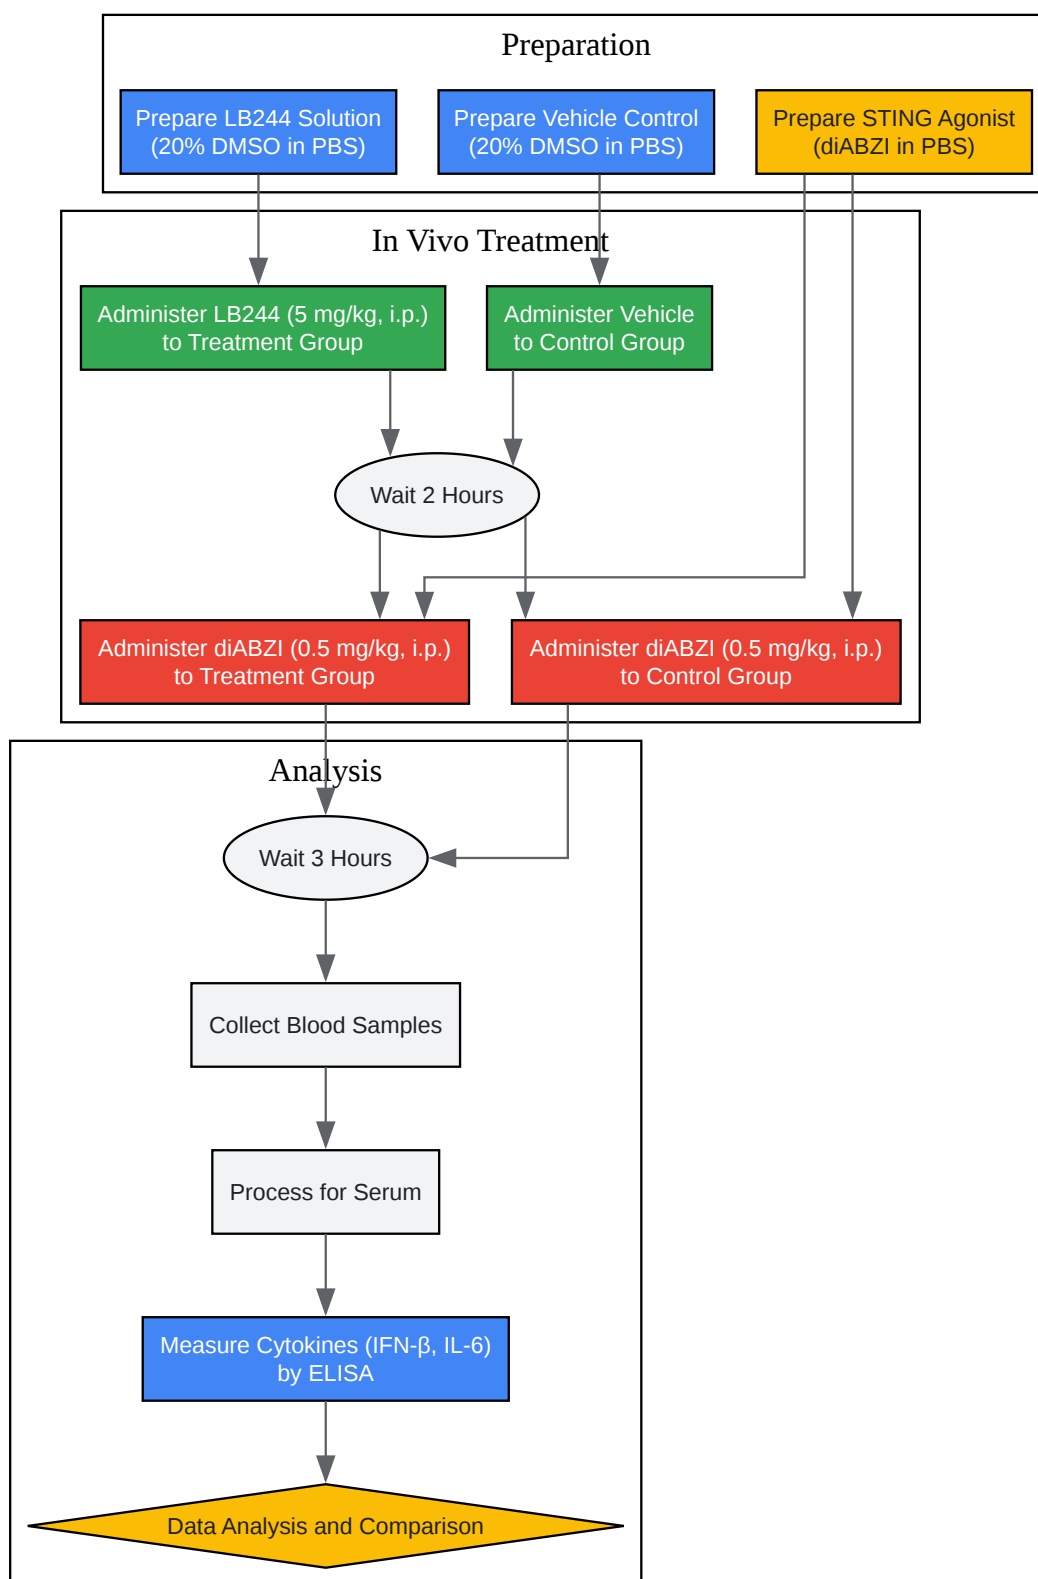 Preparation
Prepare LB244 Solution
(20% DMSO in PBS)
Prepare Vehicle Control
(20% DMSO in PBS)
Prepare STING Agonist
(diABZI in PBS)
In Vivo Treatment
Administer LB244 (5 mg/kg, i.p.)
to Treatment Group
Administer Vehicle
to Control Group
Wait 2 Hours
Administer diABZI (0.5 mg/kg, i.p.)
to Treatment Group
Administer diABZI (0.5 mg/kg, i.p.)
to Control Group
Analysis
Wait 3 Hours
Collect Blood Samples
Process for Serum
Measure Cytokines (IFN-β, IL-6)
by ELISA
Data Analysis and Comparison